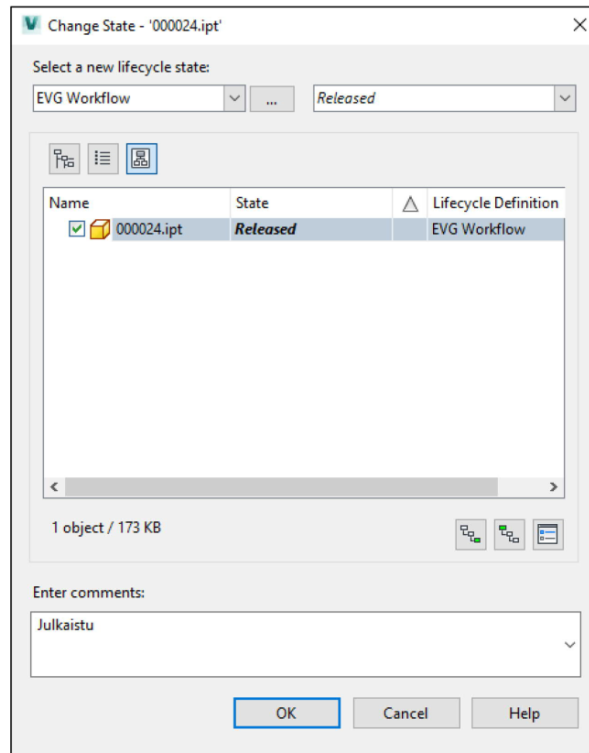 Change State - '000024.ipt'
Select a new lifecycle state:
EVG Workflow ... Released
Name State Lifecycle Definition
000024.ipt Released EVG Workflow
1 object / 173 KB
Enter comments:
Julkaistu
OK Cancel Help